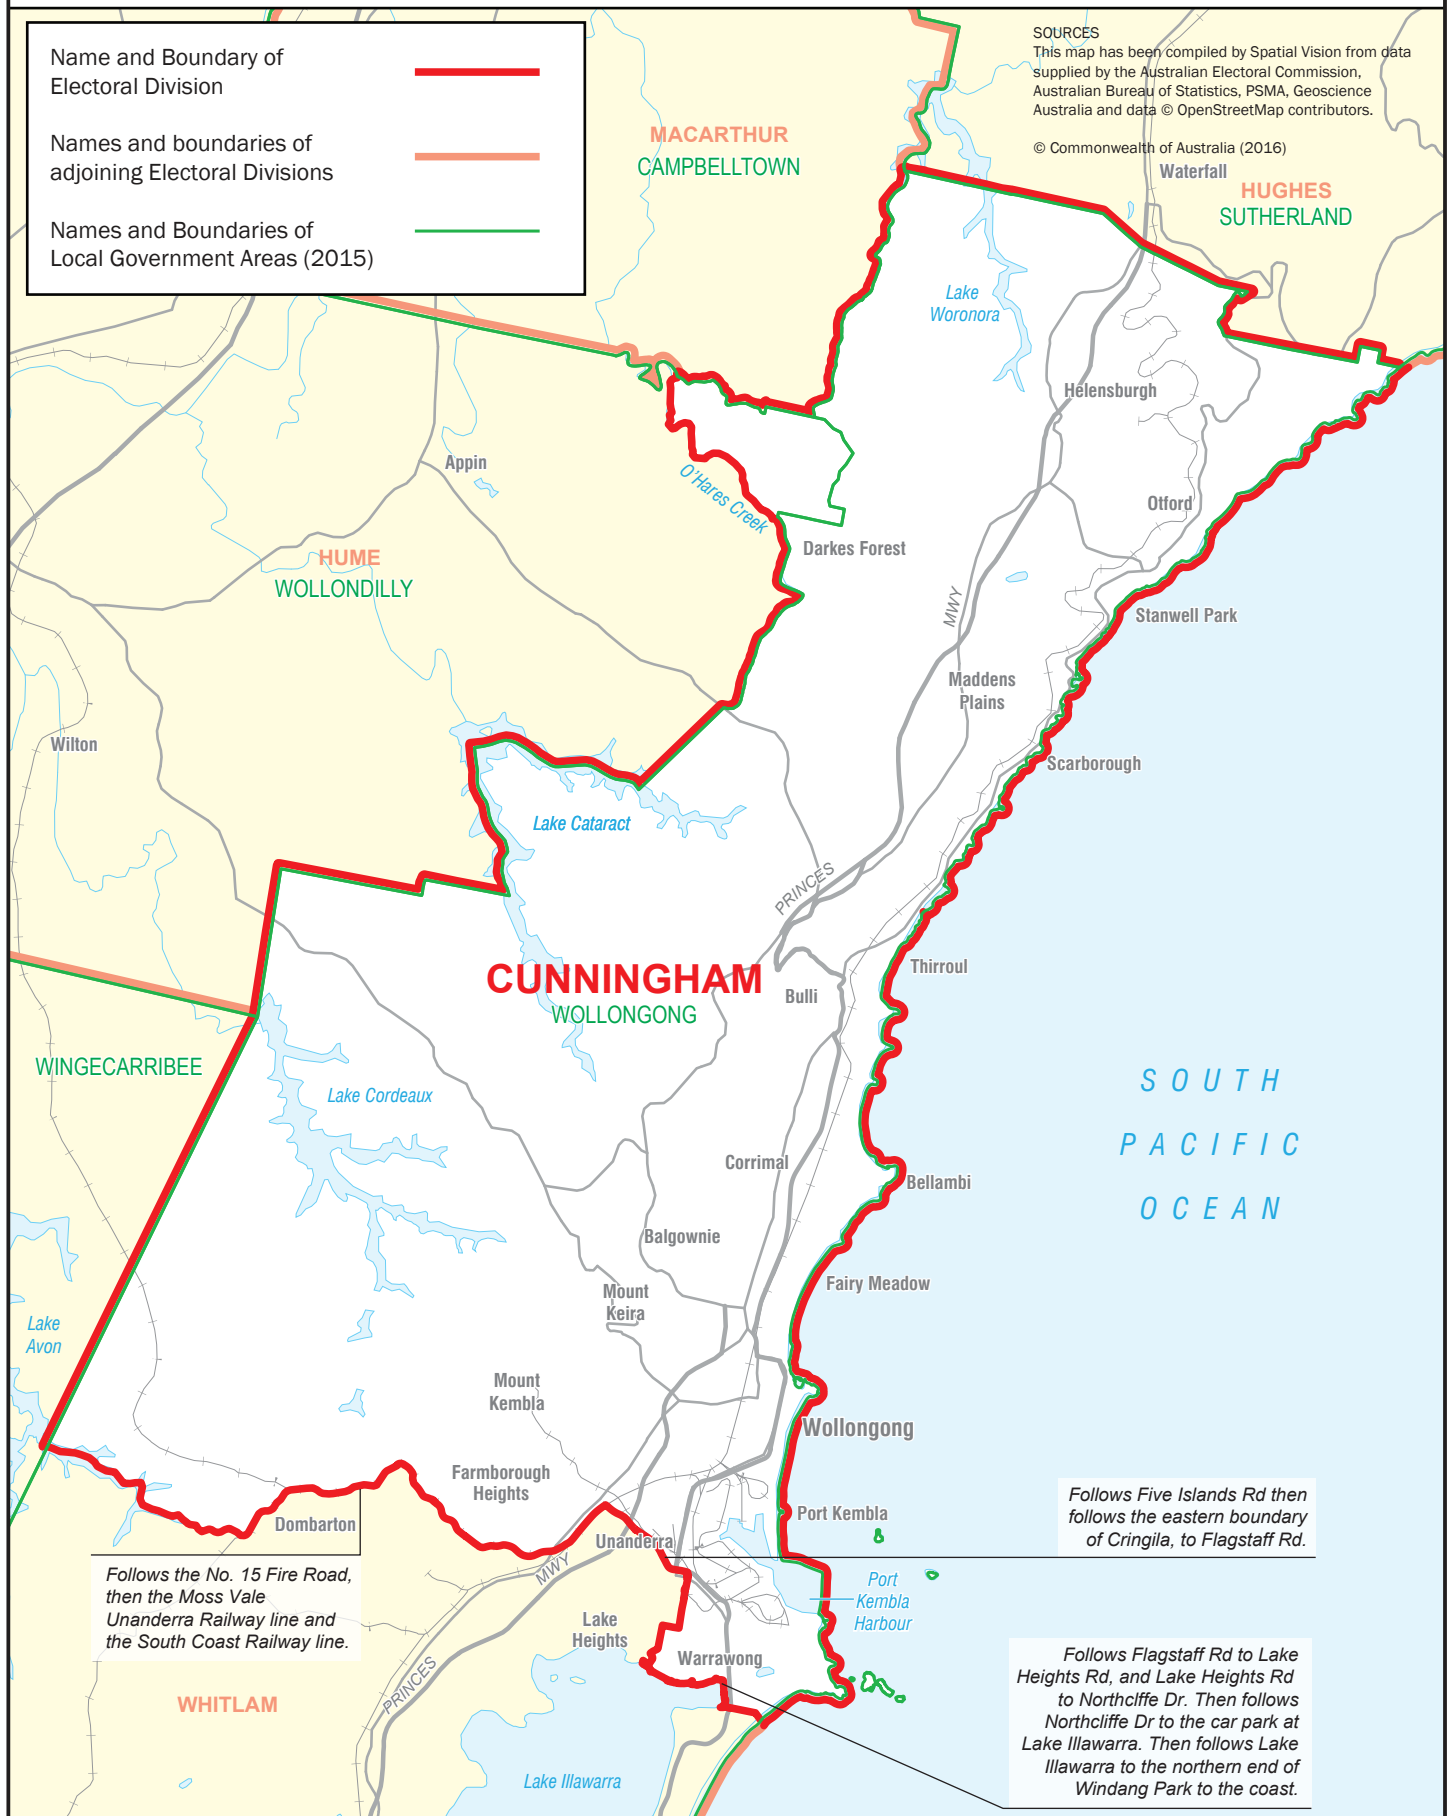 Name and Boundary of
Electoral Division
Names and boundaries of
adjoining Electoral Divisions
Names and Boundaries of
Local Government Areas (2015)
SOURCES
This map has been compiled by Spatial Vision from data
supplied by the Australian Electoral Commission,
Australian Bureau of Statistics, PSMA, Geoscience
Australia and data © OpenStreetMap contributors.
© Commonwealth of Australia (2016)
MACARTHUR
CAMPBELLTOWN
Waterfall
HUGHES
SUTHERLAND
Lake
Woronora
Helensburgh
Appin
O'Hares Creek
Otford
Darkes Forest
HUME
WOLLONDILLY
MWY
Stanwell Park
Maddens
Plains
Wilton
Scarborough
Lake Cataract
PRINCES
CUNNINGHAM
WOLLONGONG
Thirroul
Bulli
WINGECARRIBEE
Lake Cordeaux
SOUTH
PACIFIC
OCEAN
Corrimal
Bellambi
Balgownie
Fairy Meadow
Mount
Keira
Lake
Avon
Mount
Kembla
Wollongong
Farmborough
Heights
Port Kembla
Dombarton
Unanderra
MWY
Follows Five Islands Rd then
follows the eastern boundary
of Cringila, to Flagstaff Rd.
Follows the No. 15 Fire Road,
then the Moss Vale
Unanderra Railway line and
the South Coast Railway line.
Port
Kembla
Harbour
Lake
Heights
Warrawong
PRINCES
WHITLAM
Follows Flagstaff Rd to Lake
Heights Rd, and Lake Heights Rd
to Northclffe Dr. Then follows
Northcliffe Dr to the car park at
Lake Illawarra. Then follows Lake
Illawarra to the northern end of
Windang Park to the coast.
Lake Illawarra